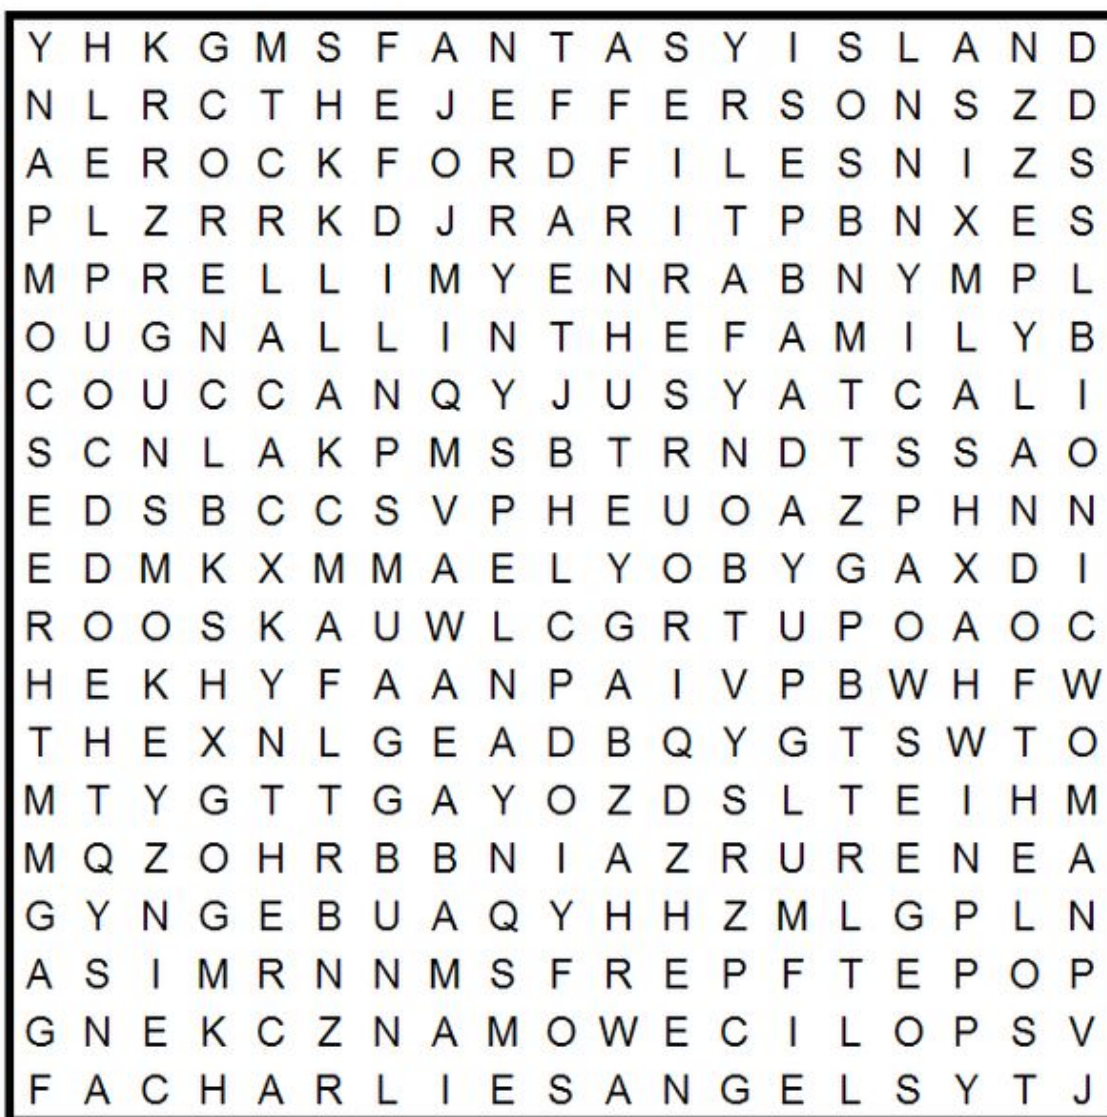 Y H K G M S F A N T A S Y I S L A N D
N L R C T H E J E F F E R S O N S Z D
A E R O C K F O R D F I L E S N I Z S
P L Z R R K D J R A R I T P B N X E S
M P R E L L I M Y E N R A B N Y M P L
O U G N A L L I N T H E F A M I L Y B
C O U C C A N Q Y J U S Y A T C A L I
S C N L A K P M S B T R N D T S S A O
E D S B C C S V P H E U O A Z P H N N
E D M K X M M A E L Y O B Y G A X D I
R O O S K A U W L C G R T U P O A O C
H E K H Y F A A N P A I V P B W H F W
T H E X N L G E A D B Q Y G T S W T O
M T Y G T T G A Y O Z D S L T E I H M
M Q Z O H R B B N I A Z R U R E N E A
G Y N G E B U A Q Y H H Z M L G P L N
A S I M R N N M S F R E P F T E P O P
G N E K C Z N A M O W E C I L O P S V
F A C H A R L I E S A N G E L S Y T J